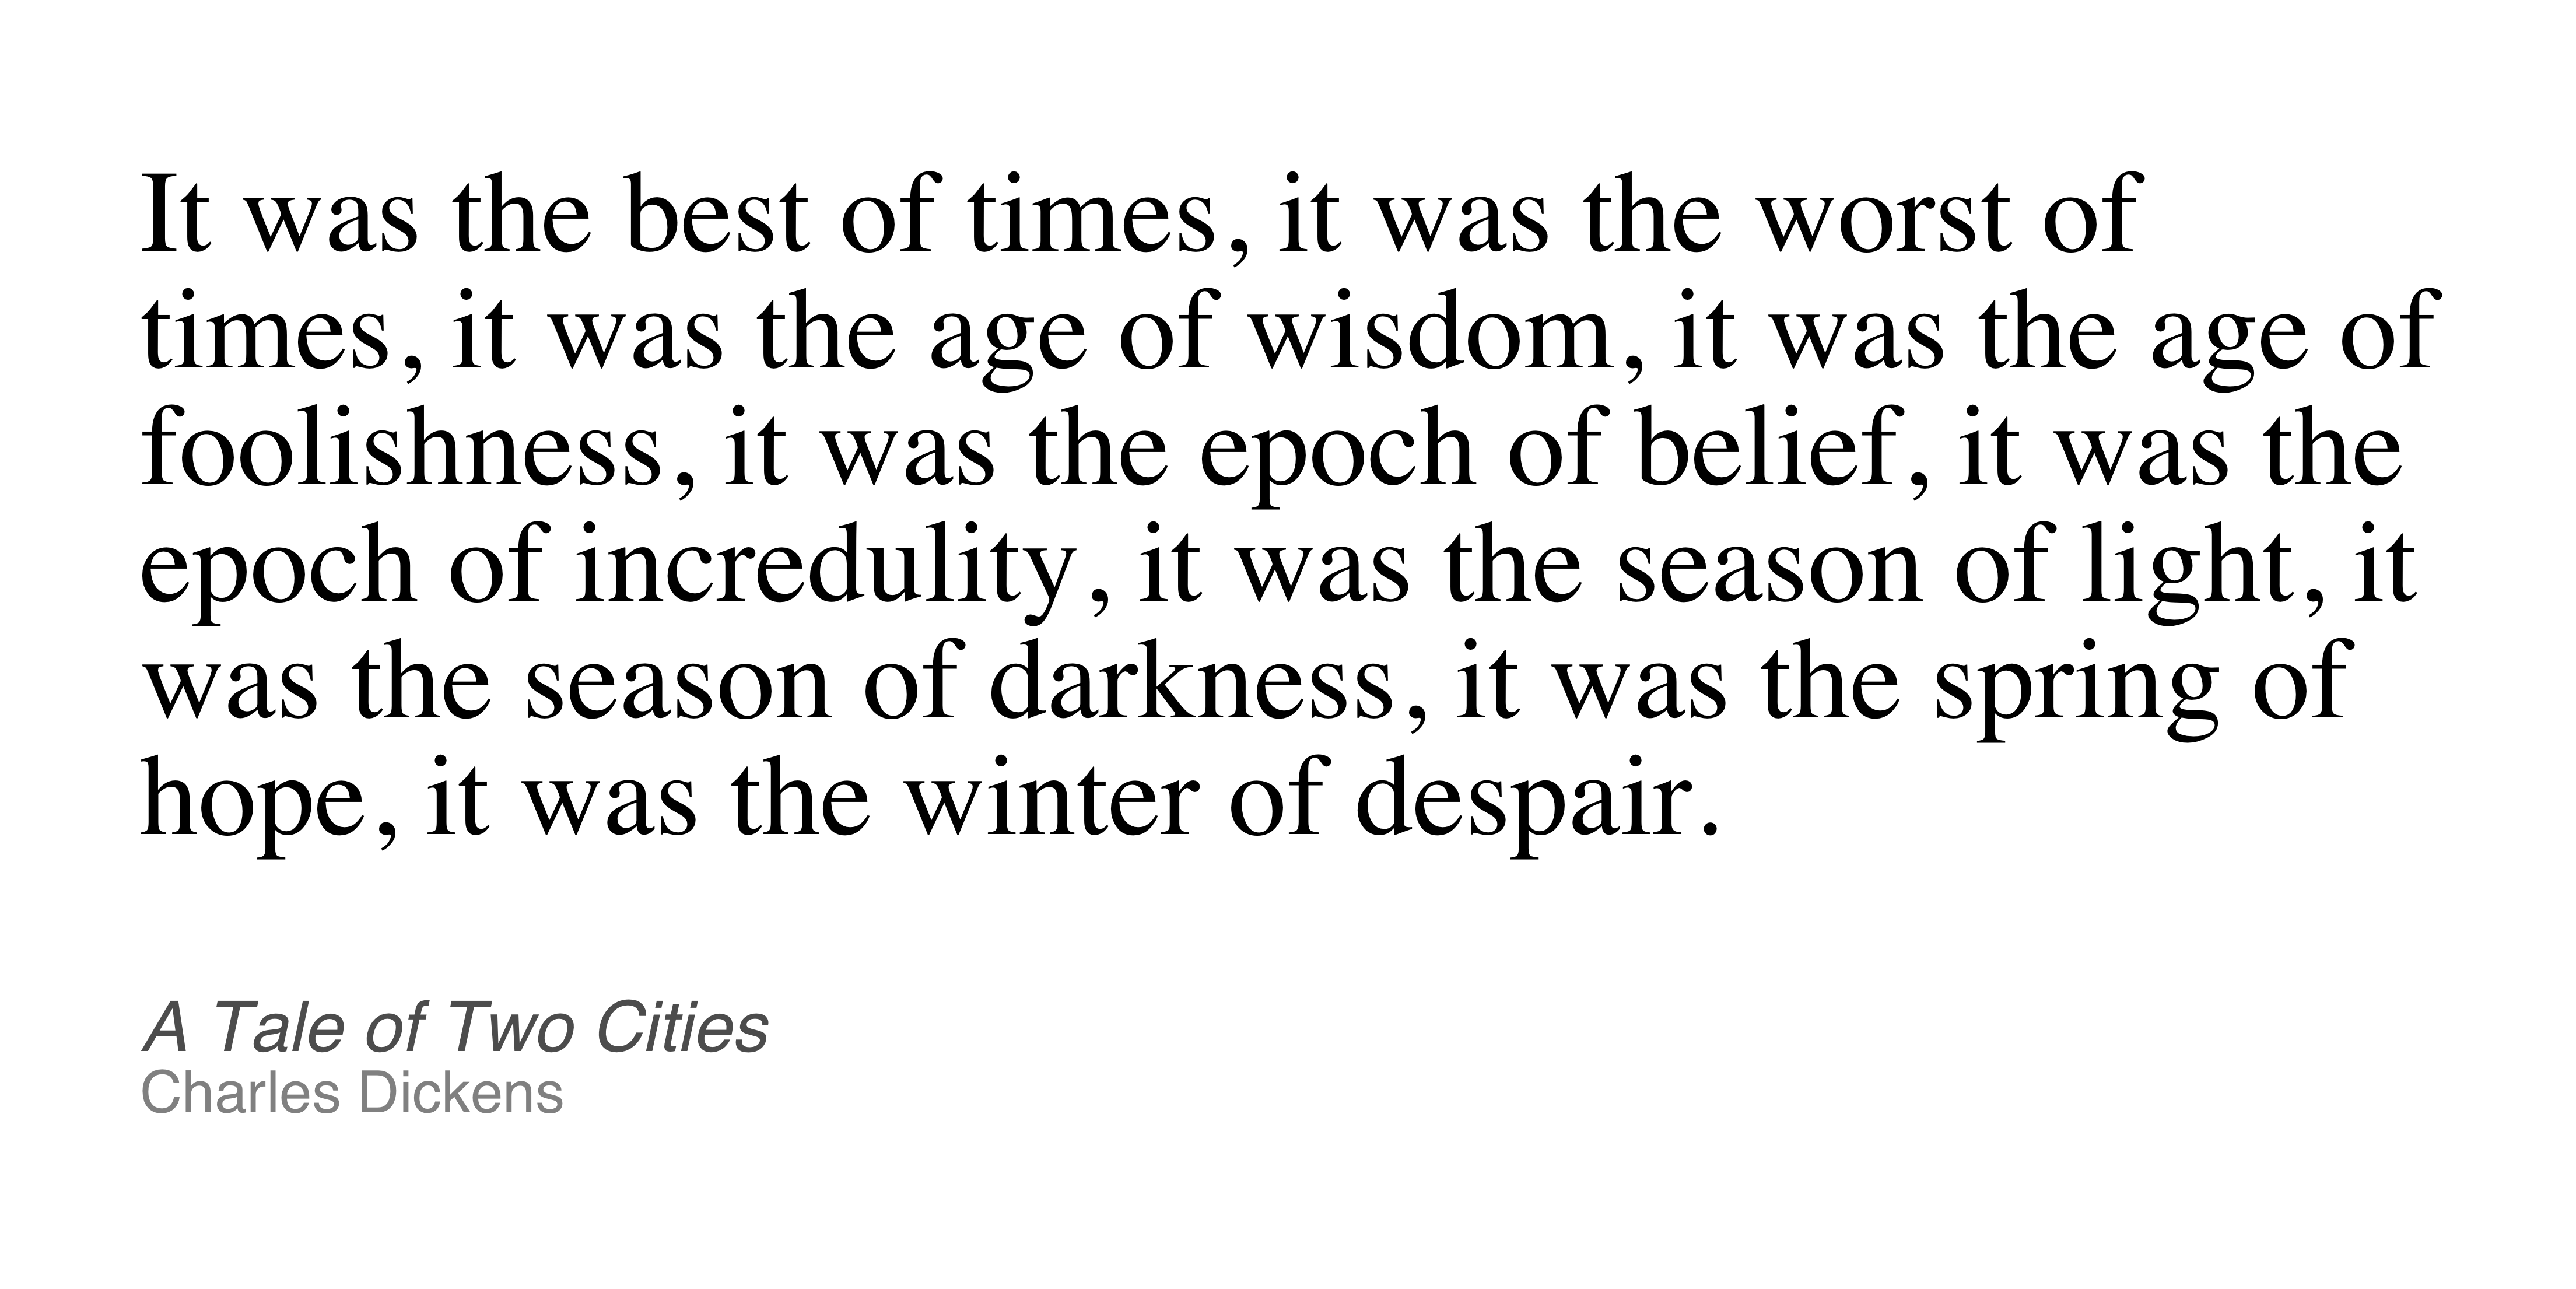 It was the best of times, it was the worst of
times, it was the age of wisdom, it was the age of
foolishness, it was the epoch of belief, it was the
epoch of incredulity, it was the season of light, it
was the season of darkness, it was the spring of
hope, it was the winter of despair.
A Tale of Two Cities
Charles Dickens